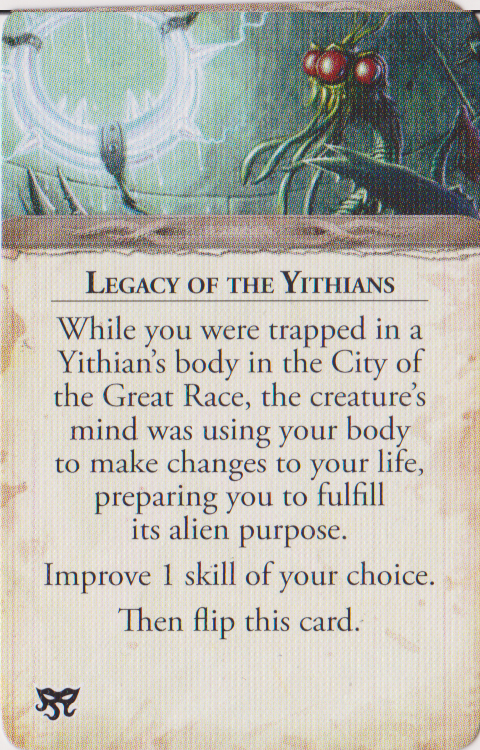 LEGACY OF THE YITHIANS
While you were trapped in a
Yithian's body in the City of
the Great Race, the creature's
mind was using your body
to make changes to your life,
preparing you to fulfill
its alien purpose.
Improve 1 skill of your choice.
Then flip this card.